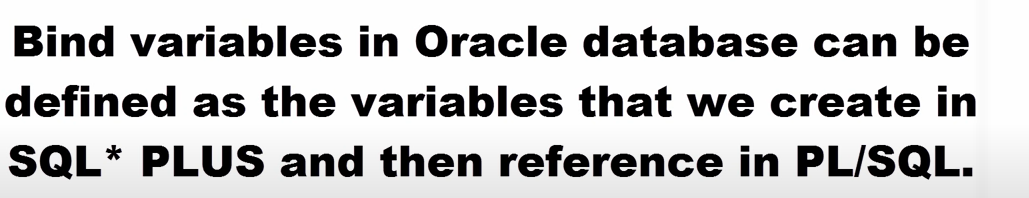 Bind variables in Oracle database can be
defined as the variables that we create in
SQL* PLUS and then reference in PL/SQL.